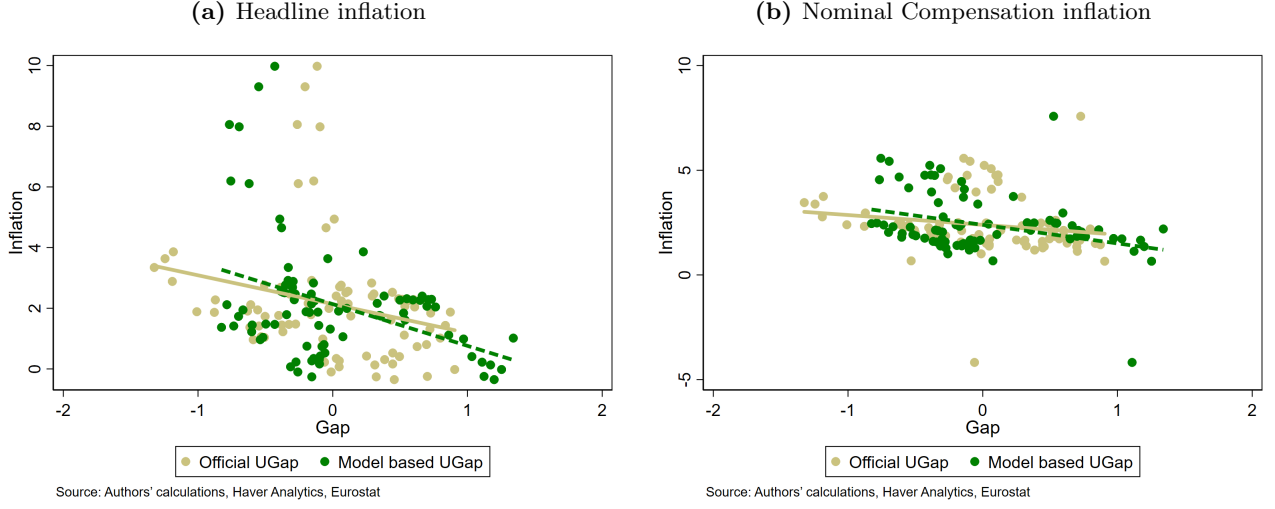 (a) Headline inflation
10
8
6
4
2
0
Inflation
-2
-1
0
1
2
Gap
Official UGap
Model based UGap
Source: Authors' calculations, Haver Analytics, Eurostat
(b) Nominal Compensation inflation
10
5
0
-5
Inflation
-2
-1
0
1
2
Gap
Official UGap
Model based UGap
Source: Authors' calculations, Haver Analytics, Eurostat